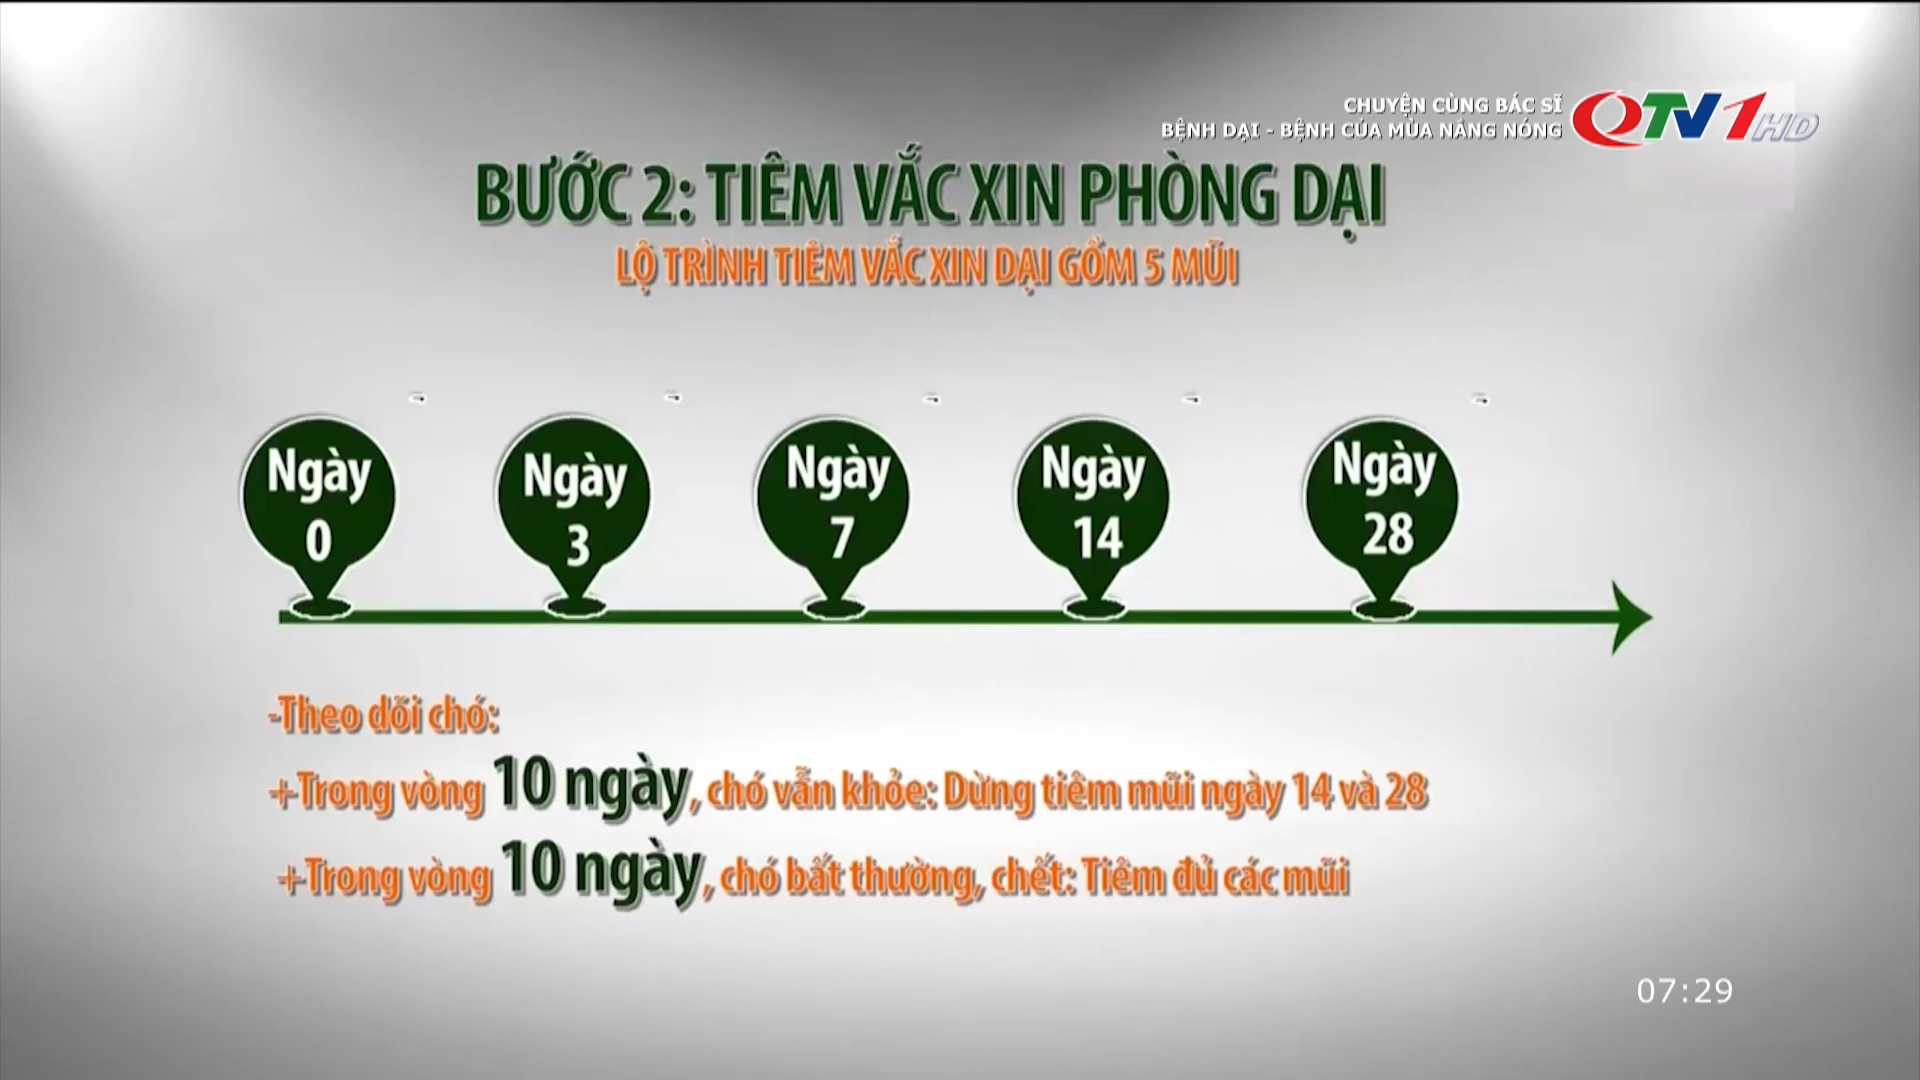 CHUYỆN CÙNG BÁC SĨ
BỆNH DẠI - BỆNH CỦA MÙA NẮNG NÓNG
QTV1HD
BƯỚC 2: TIÊM VẮC XIN PHÒNG DẠI
LỘ TRÌNH TIÊM VẮC XIN DẠI GỒM 5 MŨI
Ngày
0
Ngày
3
Ngày
7
Ngày
14
Ngày
28
-Theo dõi chó:
+Trong vòng 10 ngày, chó vẫn khỏe: Dừng tiêm mũi ngày 14 và 28
+Trong vòng 10 ngày, chó bất thường, chết: Tiêm đủ các mũi
07:29